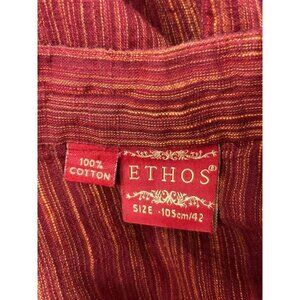 100%
COTTON
ETHOS®
SIZE - 105cm/42